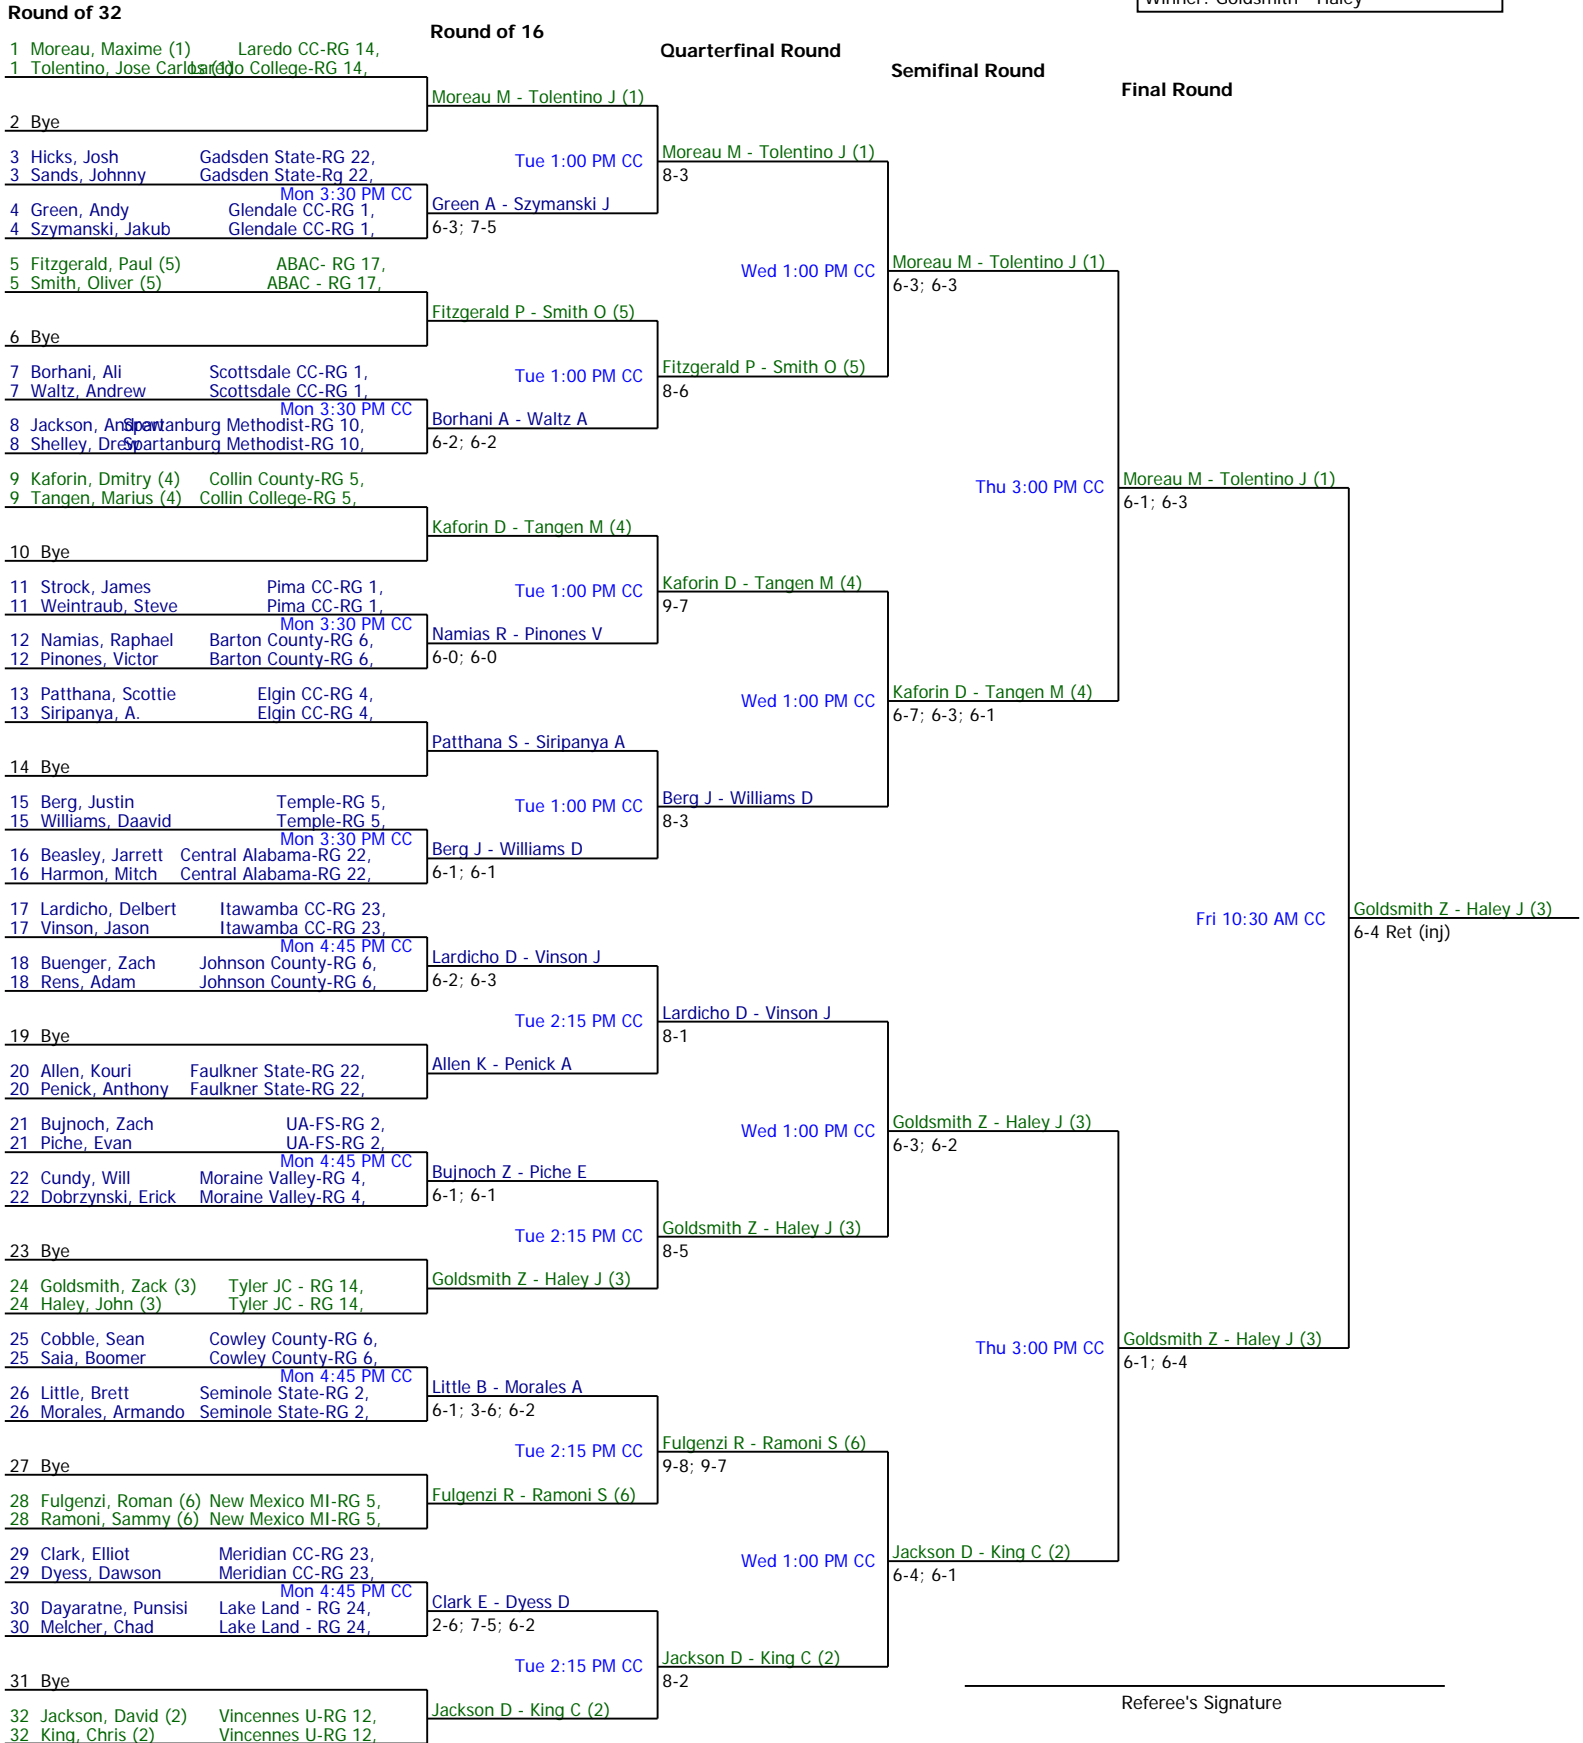 Winner: Goldsmith - Haley
Round of 32
Round of 16
Quarterfinal Round
Semifinal Round
Final Round
1 Moreau, Maxime (1) Laredo CC-RG 14,
1 Tolentino, Jose Carlos (1) Laredo College-RG 14,
Moreau M - Tolentino J (1)
2 Bye
3 Hicks, Josh Gadsden State-RG 22,
3 Sands, Johnny Gadsden State-Rg 22,
Tue 1:00 PM CC
Moreau M - Tolentino J (1)
8-3
Mon 3:30 PM CC
4 Green, Andy Glendale CC-RG 1,
4 Szymanski, Jakub Glendale CC-RG 1,
Green A - Szymanski J
6-3; 7-5
5 Fitzgerald, Paul (5) ABAC- RG 17,
5 Smith, Oliver (5) ABAC - RG 17,
Wed 1:00 PM CC
Moreau M - Tolentino J (1)
6-3; 6-3
Fitzgerald P - Smith O (5)
6 Bye
7 Borhani, Ali Scottsdale CC-RG 1,
7 Waltz, Andrew Scottsdale CC-RG 1,
Tue 1:00 PM CC
Fitzgerald P - Smith O (5)
8-6
Mon 3:30 PM CC
8 Jackson, Andrew Spartanburg Methodist-RG 10,
8 Shelley, Drew Spartanburg Methodist-RG 10,
Borhani A - Waltz A
6-2; 6-2
9 Kaforin, Dmitry (4) Collin County-RG 5,
9 Tangen, Marius (4) Collin College-RG 5,
Thu 3:00 PM CC
Moreau M - Tolentino J (1)
6-1; 6-3
Kaforin D - Tangen M (4)
10 Bye
11 Strock, James Pima CC-RG 1,
11 Weintraub, Steve Pima CC-RG 1,
Tue 1:00 PM CC
Kaforin D - Tangen M (4)
9-7
Mon 3:30 PM CC
12 Namias, Raphael Barton County-RG 6,
12 Pinones, Victor Barton County-RG 6,
Namias R - Pinones V
6-0; 6-0
13 Patthana, Scottie Elgin CC-RG 4,
13 Siripanya, A. Elgin CC-RG 4,
Wed 1:00 PM CC
Kaforin D - Tangen M (4)
6-7; 6-3; 6-1
Patthana S - Siripanya A
14 Bye
15 Berg, Justin Temple-RG 5,
15 Williams, Daavid Temple-RG 5,
Tue 1:00 PM CC
Berg J - Williams D
8-3
Mon 3:30 PM CC
16 Beasley, Jarrett Central Alabama-RG 22,
16 Harmon, Mitch Central Alabama-RG 22,
Berg J - Williams D
6-1; 6-1
17 Lardicho, Delbert Itawamba CC-RG 23,
17 Vinson, Jason Itawamba CC-RG 23,
Fri 10:30 AM CC
Goldsmith Z - Haley J (3)
6-4 Ret (inj)
Mon 4:45 PM CC
18 Buenger, Zach Johnson County-RG 6,
18 Rens, Adam Johnson County-RG 6,
Lardicho D - Vinson J
6-2; 6-3
Tue 2:15 PM CC
Lardicho D - Vinson J
8-1
19 Bye
20 Allen, Kouri Faulkner State-RG 22,
20 Penick, Anthony Faulkner State-RG 22,
Allen K - Penick A
21 Bujnoch, Zach UA-FS-RG 2,
21 Piche, Evan UA-FS-RG 2,
Wed 1:00 PM CC
Goldsmith Z - Haley J (3)
6-3; 6-2
Mon 4:45 PM CC
22 Cundy, Will Moraine Valley-RG 4,
22 Dobrzynski, Erick Moraine Valley-RG 4,
Bujnoch Z - Piche E
6-1; 6-1
Tue 2:15 PM CC
Goldsmith Z - Haley J (3)
8-5
23 Bye
24 Goldsmith, Zack (3) Tyler JC - RG 14,
24 Haley, John (3) Tyler JC - RG 14,
Goldsmith Z - Haley J (3)
25 Cobble, Sean Cowley County-RG 6,
25 Saia, Boomer Cowley County-RG 6,
Thu 3:00 PM CC
Goldsmith Z - Haley J (3)
6-1; 6-4
Mon 4:45 PM CC
26 Little, Brett Seminole State-RG 2,
26 Morales, Armando Seminole State-RG 2,
Little B - Morales A
6-1; 3-6; 6-2
Tue 2:15 PM CC
Fulgenzi R - Ramoni S (6)
9-8; 9-7
27 Bye
28 Fulgenzi, Roman (6) New Mexico MI-RG 5,
28 Ramoni, Sammy (6) New Mexico MI-RG 5,
Fulgenzi R - Ramoni S (6)
29 Clark, Elliot Meridian CC-RG 23,
29 Dyess, Dawson Meridian CC-RG 23,
Wed 1:00 PM CC
Jackson D - King C (2)
6-4; 6-1
Mon 4:45 PM CC
30 Dayaratne, Punsisi Lake Land - RG 24,
30 Melcher, Chad Lake Land - RG 24,
Clark E - Dyess D
2-6; 7-5; 6-2
Tue 2:15 PM CC
Jackson D - King C (2)
8-2
31 Bye
32 Jackson, David (2) Vincennes U-RG 12,
32 King, Chris (2) Vincennes U-RG 12,
Jackson D - King C (2)
Referee's Signature